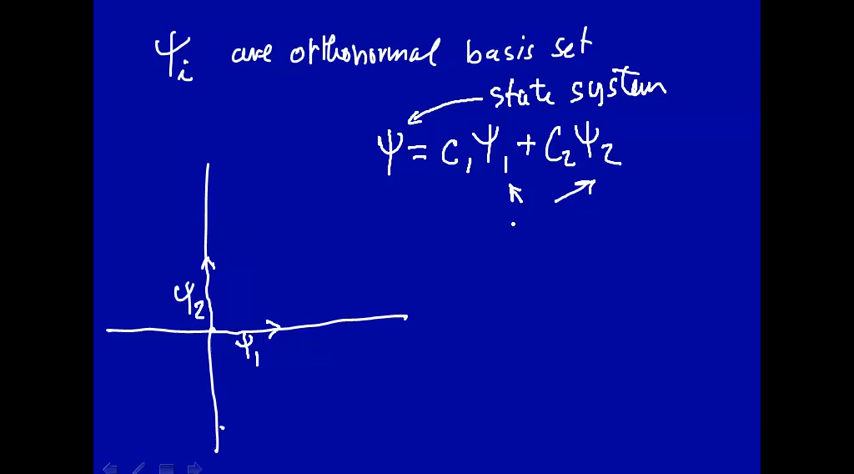 Ψi are orthonormal basis set
state system
Ψ = C1Ψ1 + C2Ψ2
Ψ2
Ψ1